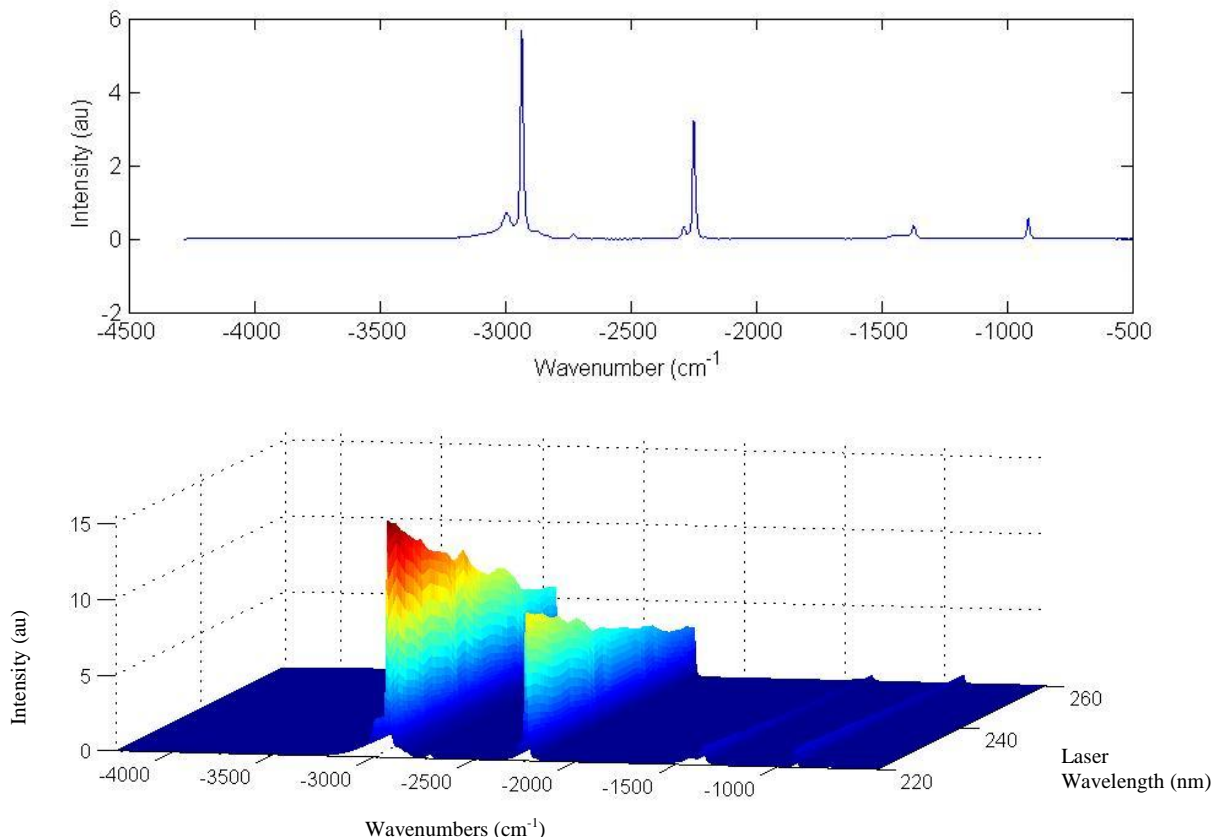 6
4
2
0
-2
Intensity (au)
-4500 -4000 -3500 -3000 -2500 -2000 -1500 -1000 -500
Wavenumber (cm-1
15
10
5
0
Intensity (au)
-4000 -3500 -3000 -2500 -2000 -1500 -1000
Wavenumbers (cm-1)
260
240
220
Laser
Wavelength (nm)